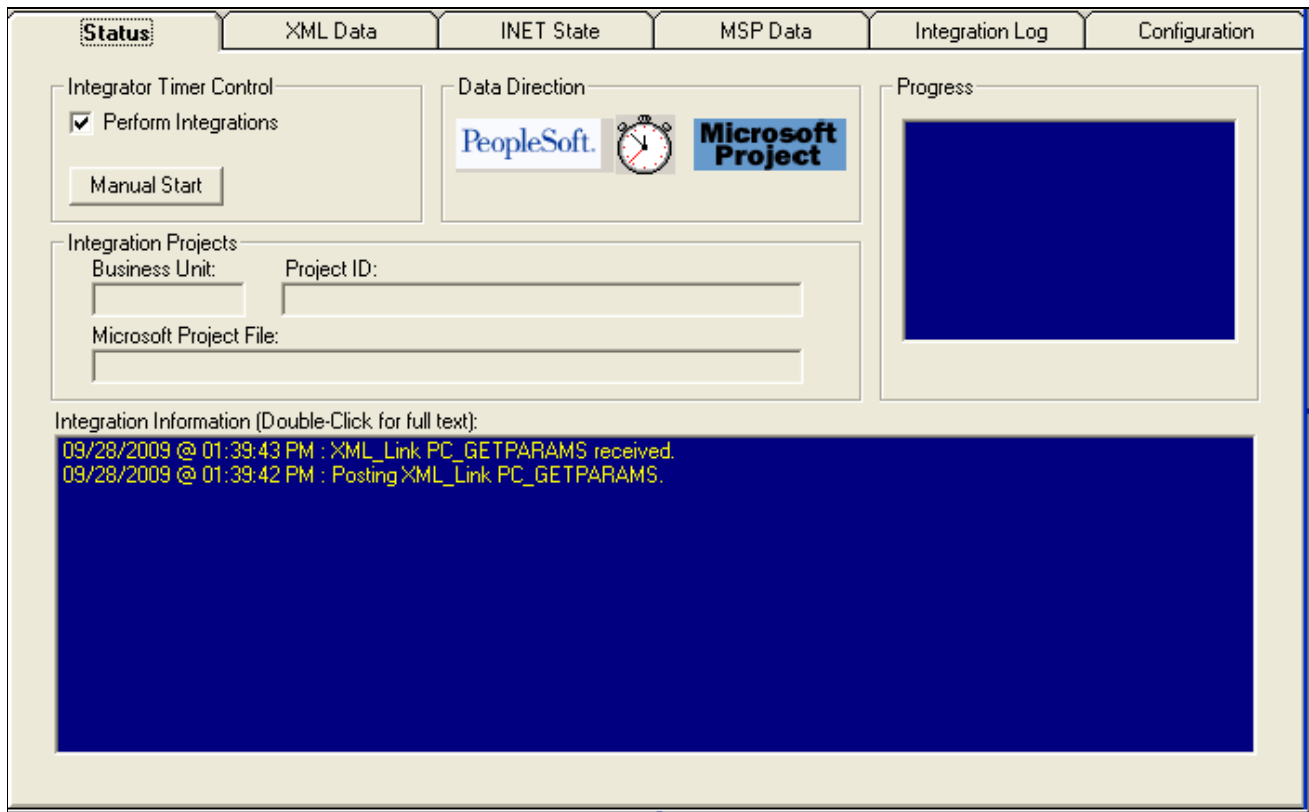 Status
XML Data
INET State
MSP Data
Integration Log
Configuration
Integrator Timer Control
Perform Integrations
Manual Start
Data Direction
PeopleSoft.
Microsoft
Project
Progress
Integration Projects
Business Unit:
Project ID:
Microsoft Project File:
Integration Information (Double-Click for full text):
09/28/2009 @ 01:39:43 PM : XML_Link PC_GETPARAMS received.
09/28/2009 @ 01:39:42 PM : Posting XML_Link PC_GETPARAMS.